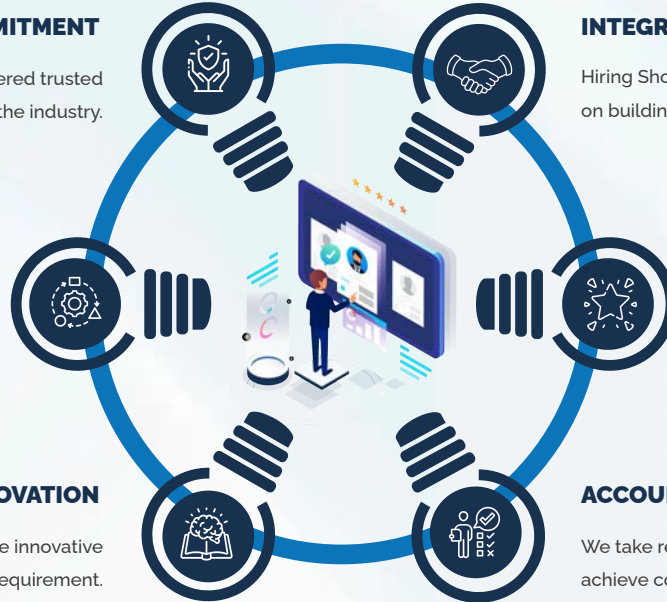 MITMENT
ered trusted
the industry.
INTEGR
Hiring Sho
on buildin
OVATION
e innovative
equirement.
ACCOU
We take re
achieve co